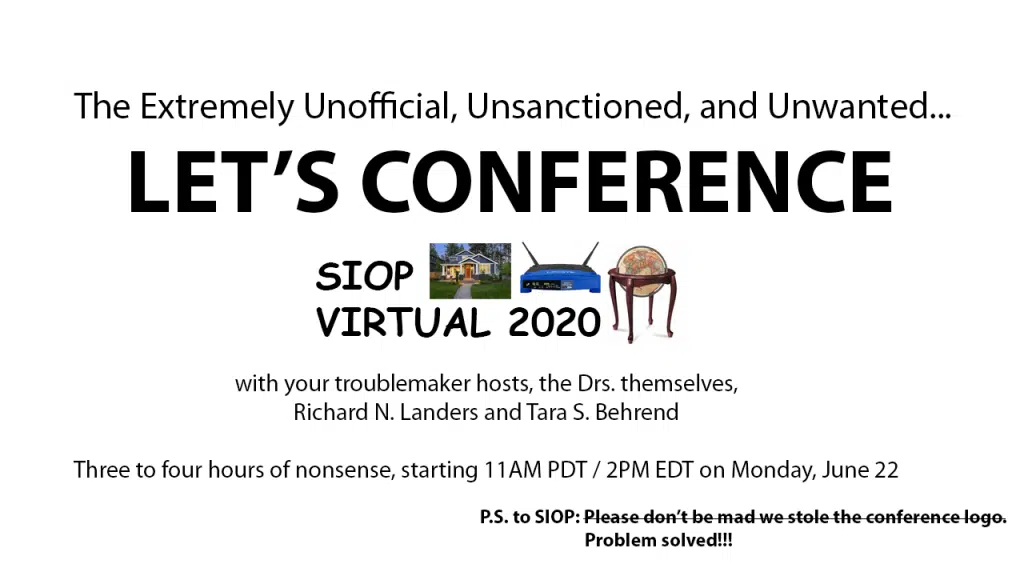 The Extremely Unofficial, Unsanctioned, and Unwanted...
LET’S CONFERENCE
SIOP
VIRTUAL 2020
with your troublemaker hosts, the Drs. themselves,
Richard N. Landers and Tara S. Behrend
Three to four hours of nonsense, starting 11AM PDT / 2PM EDT on Monday, June 22
P.S. to SIOP: Please don’t be mad we stole the conference logo.
Problem solved!!!